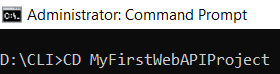 Administrator: Command Prompt
D:\CLI>CD MyFirstWebAPIProject